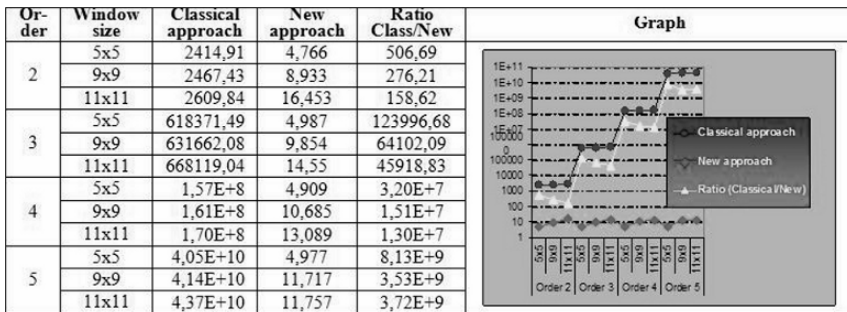 Or-der Window size Classical approach New approach Ratio Class/New Graph
2 5x5 2414,91 4,766 506,69
9x9 2467,43 8,933 276,21
11x11 2609,84 16,453 158,62
3 5x5 618371,49 4,987 123996,68
9x9 631662,08 9,854 64102,09
11x11 668119,04 14,55 45918,83
4 5x5 1,57E+8 4,909 3,20E+7
9x9 1,61E+8 10,685 1,51E+7
11x11 1,70E+8 13,089 1,30E+7
5 5x5 4,05E+10 4,977 8,13E+9
9x9 4,14E+10 11,717 3,53E+9
11x11 4,37E+10 11,757 3,72E+9
1E+11
1E+10
1E+09
1E+08
1E+07
10000
0
100000
10000
1000
100
10
1
Classical approach
New approach
Ratio (Classical/New)
5x5 9x9 11x11 5x5 9x9 11x11 5x5 9x9 11x11 5x5 9x9 11x11
Order 2 Order 3 Order 4 Order 5